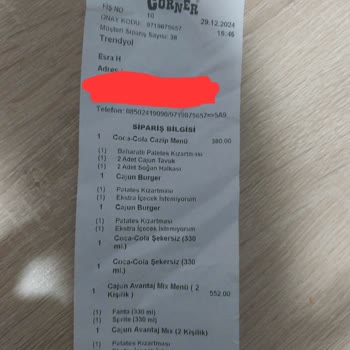 CORNER
FİŞ NO 10 29.12.2024
ONAY KODU: 9719875657 19:46
Müşteri Sipariş Sayısı: 38
Trendyol
Esra H
Adres :
Telefon:
SİPARİŞ BİLGİSİ
1 Coca-Cola Cazip Menü 380.00
(1) Baharatlı Patates Kızartması
(1) 2 Adet Cajun Tavuk
(1) 2 Adet Soğan Halkası
1 Cajun Burger
(1) Patates Kızartması
(1) Ekstra İçecek İstemiyorum
1 Cajun Burger
(1) Patates Kızartması
(1) Ekstra İçecek İstemiyorum
1 Coca-Cola Şekersiz (330
ml.)
1 Coca-Cola Şekersiz (330
ml.)
1 Cajun Avantaj Mix Menü ( 2 552.00
Kişilik )
(1) Fanta (330 ml)
(1) Sprite (330 ml)
1 Cajun Avantaj Mix (2 Kişilik)
(1) Patates Kızartması